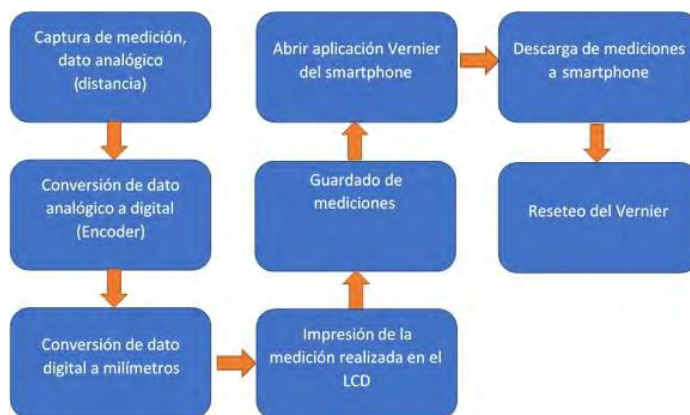 Captura de medición,
dato analógico
(distancia)
Conversión de dato
analógico a digital
(Encoder)
Conversión de dato
digital a milímetros
Impresión de la
medición realizada en el
LCD
Guardado de
mediciones
Abrir aplicación Vernier
del smartphone
Descarga de mediciones
a smartphone
Reseteo del Vernier